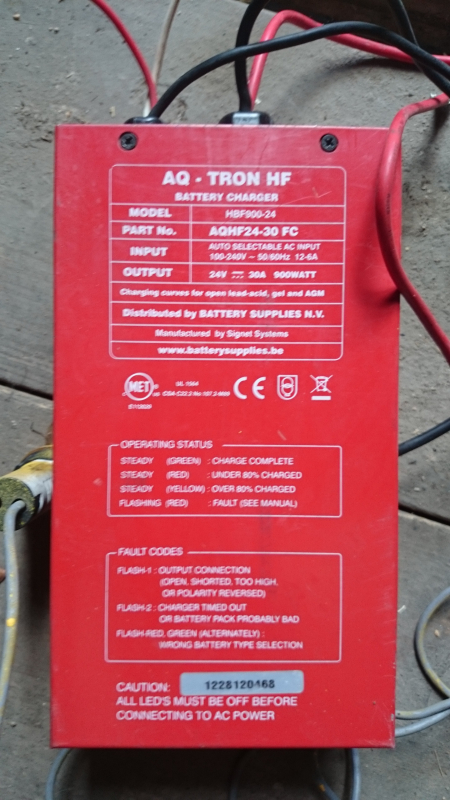 AQ - TRON HF
BATTERY CHARGER
MODEL HBF900-24
PART No. AQHF24-30 FC
INPUT AUTO SELECTABLE AC INPUT
100-240V ~ 50/60Hz 12-6A
OUTPUT 24V ⎓ 30A 900WATT
Charging curves for open lead-acid, gel and AGM
Distributed by BATTERY SUPPLIES N.V.
Manufactured by Signet Systems
www.batterysupplies.be
MET
UL 1564
CE
OPERATING STATUS
STEADY (GREEN) : CHARGE COMPLETE
STEADY (RED) : UNDER 80% CHARGED
STEADY (YELLOW) : OVER 80% CHARGED
FLASHING (RED) : FAULT (SEE MANUAL)
FAULT CODES
FLASH-1 : OUTPUT CONNECTION
(OPEN, SHORTED, TOO HIGH,
OR POLARITY REVERSED)
FLASH-2 : CHARGER TIMED OUT
OR BATTERY PACK PROBABLY BAD
FLASH-RED, GREEN (ALTERNATELY) :
WRONG BATTERY TYPE SELECTION
CAUTION: 1228120468
ALL LED'S MUST BE OFF BEFORE
CONNECTING TO AC POWER